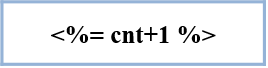 <%= cnt+1 %>